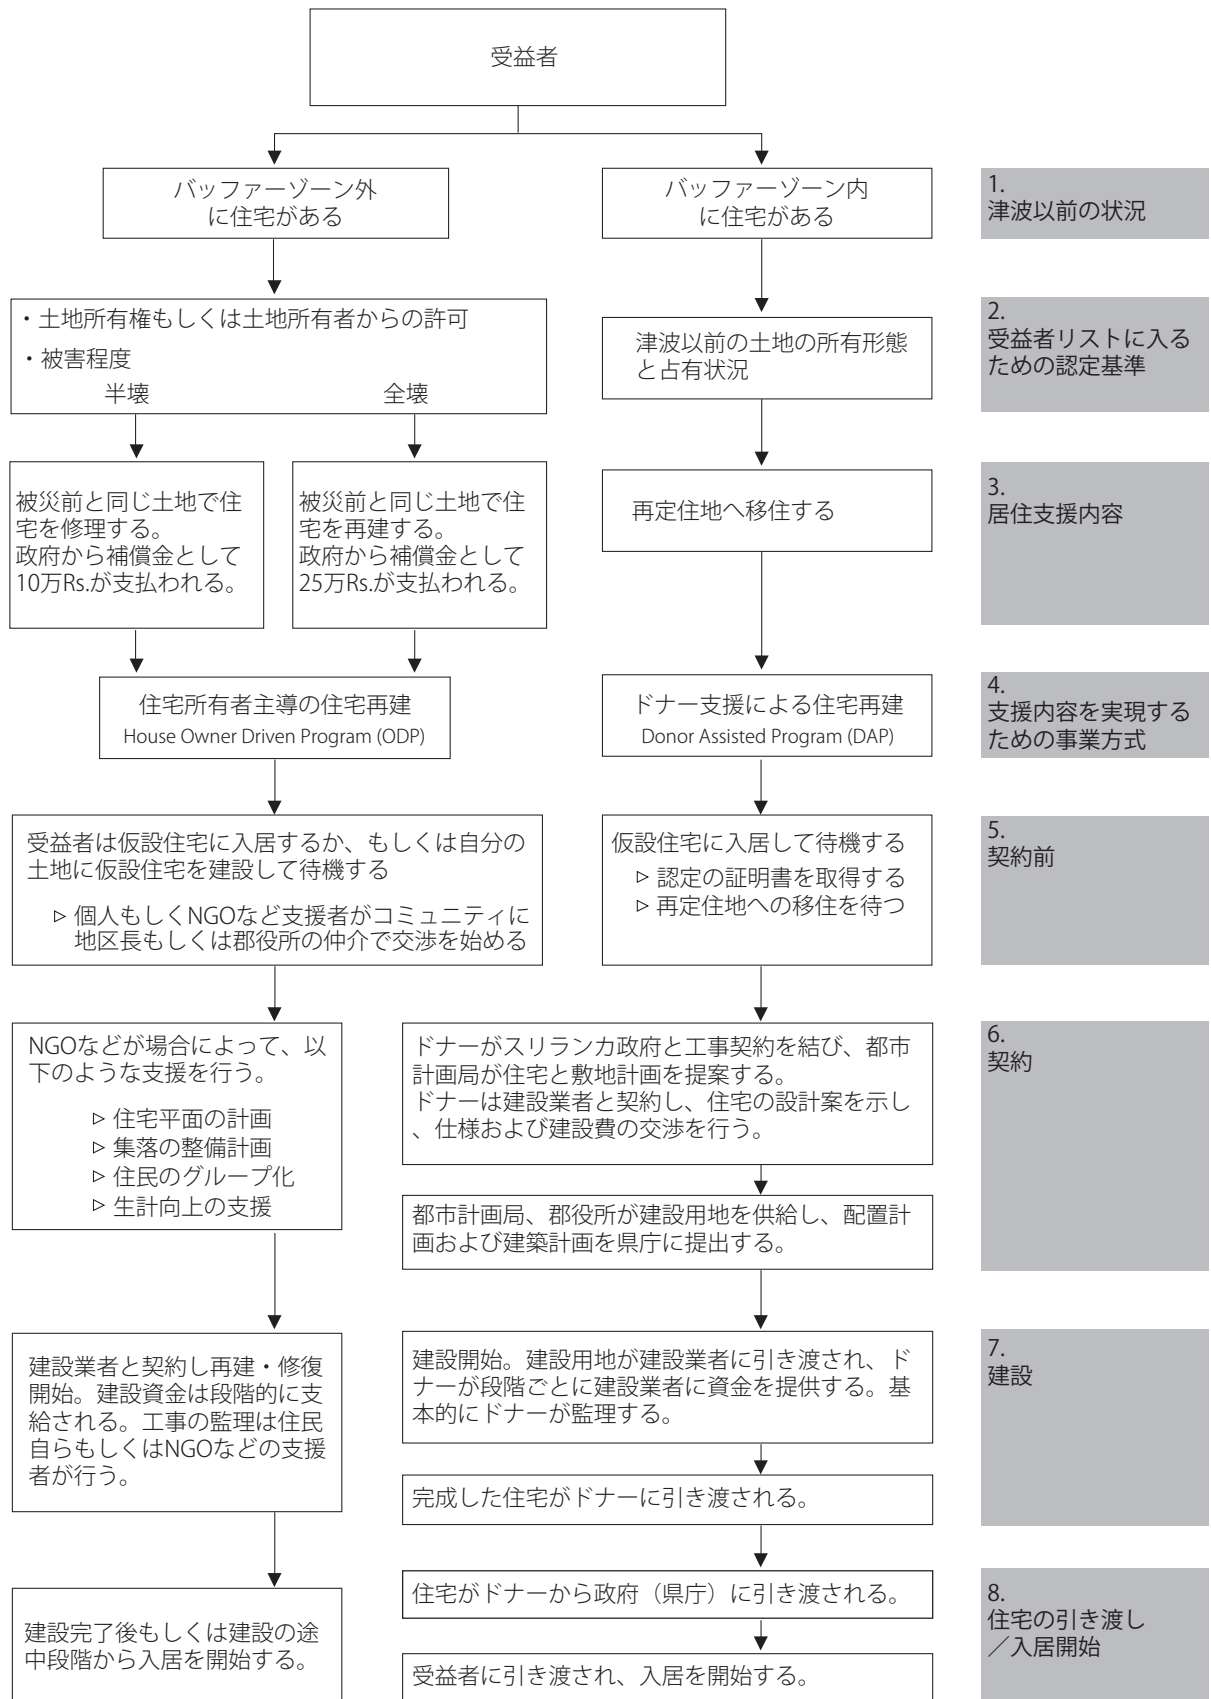 受益者
バッファーゾーン外
に住宅がある
バッファーゾーン内
に住宅がある
1.
津波以前の状況
・土地所有権もしくは土地所有者からの許可
・被害程度
半壊
全壊
津波以前の土地の所有形態
と占有状況
2.
受益者リストに入る
ための認定基準
被災前と同じ土地で住
宅を修理する。
政府から補償金として
10万Rs.が支払われる。
被災前と同じ土地で住
宅を再建する。
政府から補償金として
25万Rs.が支払われる。
再定住地へ移住する
3.
居住支援内容
住宅所有者主導の住宅再建
House Owner Driven Program (ODP)
ドナー支援による住宅再建
Donor Assisted Program (DAP)
4.
支援内容を実現する
ための事業方式
受益者は仮設住宅に入居するか、もしくは自分の
土地に仮設住宅を建設して待機する
▷ 個人もしくNGOなど支援者がコミュニティに
地区長もしくは郡役所の仲介で交渉を始める
仮設住宅に入居して待機する
▷ 認定の証明書を取得する
▷ 再定住地への移住を待つ
5.
契約前
NGOなどが場合によって、以
下のような支援を行う。
▷ 住宅平面の計画
▷ 集落の整備計画
▷ 住民のグループ化
▷ 生計向上の支援
ドナーがスリランカ政府と工事契約を結び、都市
計画局が住宅と敷地計画を提案する。
ドナーは建設業者と契約し、住宅の設計案を示し
、仕様および建設費の交渉を行う。
都市計画局、郡役所が建設用地を供給し、配置計
画および建築計画を県庁に提出する。
6.
契約
建設業者と契約し再建・修復
開始。建設資金は段階的に支
給される。工事の監理は住民
自らもしくはNGOなどの支援
者が行う。
建設開始。建設用地が建設業者に引き渡され、ド
ナーが段階ごとに建設業者に資金を提供する。基
本的にドナーが監理する。
完成した住宅がドナーに引き渡される。
7.
建設
建設完了後もしくは建設の途
中段階から入居を開始する。
住宅がドナーから政府（県庁）に引き渡される。
受益者に引き渡され、入居を開始する。
8.
住宅の引き渡し
／入居開始